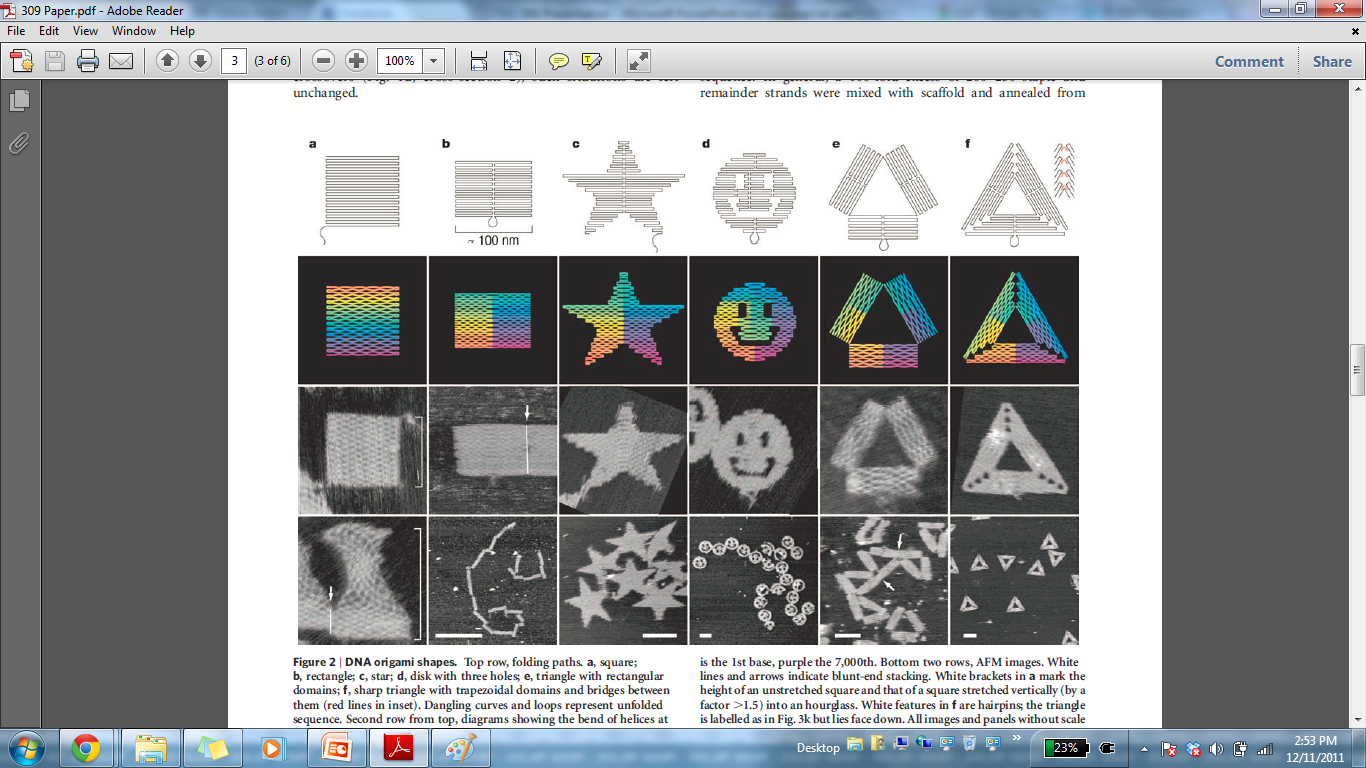 309 Paper.pdf - Adobe Reader
File Edit View Window Help
3 (3 of 6) 100% Comment Share
unchanged.
remainder strands were mixed with scaffold and annealed from
a b c d e f
≈ 100 nm
Figure 2 | DNA origami shapes. Top row, folding paths. a, square;
b, rectangle; c, star; d, disk with three holes; e, triangle with rectangular
domains; f, sharp triangle with trapezoidal domains and bridges between
them (red lines in inset). Dangling curves and loops represent unfolded
sequence. Second row from top, diagrams showing the bend of helices at
is the 1st base, purple the 7,000th. Bottom two rows, AFM images. White
lines and arrows indicate blunt-end stacking. White brackets in a mark the
height of an unstretched square and that of a square stretched vertically (by a
factor >1.5) into an hourglass. White features in f are hairpins; the triangle
is labelled as in Fig. 3k but lies face down. All images and panels without scale
Desktop » 23% 2:53 PM
12/11/2011